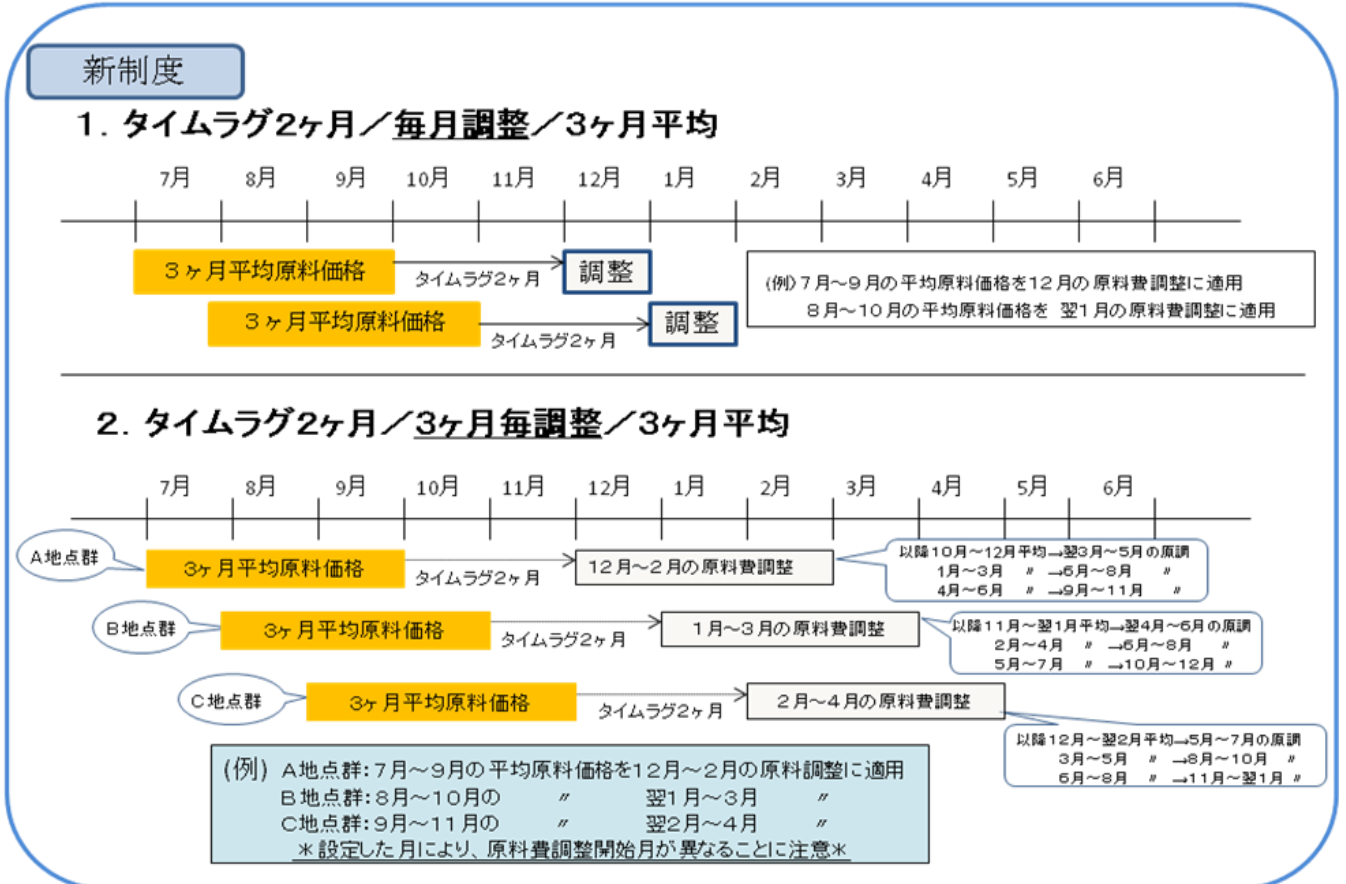 新制度
1. タイムラグ2ヶ月／毎月調整／3ヶ月平均
7月 8月 9月 10月 11月 12月 1月 2月 3月 4月 5月 6月
3ヶ月平均原料価格 タイムラグ2ヶ月 調整
3ヶ月平均原料価格 タイムラグ2ヶ月 調整
(例)7月～9月の平均原料価格を12月の原料費調整に適用
8月～10月の平均原料価格を 翌1月の原料費調整に適用
2. タイムラグ2ヶ月／3ヶ月毎調整／3ヶ月平均
7月 8月 9月 10月 11月 12月 1月 2月 3月 4月 5月 6月
A地点群 3ヶ月平均原料価格 タイムラグ2ヶ月 12月～2月の原料費調整
以降10月～12月平均→翌3月～5月の原調
1月～3月 〃 →6月～8月 〃
4月～6月 〃 →9月～11月 〃
B地点群 3ヶ月平均原料価格 タイムラグ2ヶ月 1月～3月の原料費調整
以降11月～翌1月平均→翌4月～6月の原調
2月～4月 〃 →6月～8月 〃
5月～7月 〃 →10月～12月 〃
C地点群 3ヶ月平均原料価格 タイムラグ2ヶ月 2月～4月の原料費調整
以降12月～翌2月平均→5月～7月の原調
3月～5月 〃 →8月～10月 〃
6月～8月 〃 →11月～翌1月 〃
(例) A地点群：7月～9月の平均原料価格を12月～2月の原料調整に適用
B地点群：8月～10月の 〃 翌1月～3月 〃
C地点群：9月～11月の 〃 翌2月～4月 〃
＊設定した月により、原料費調整開始月が異なることに注意＊